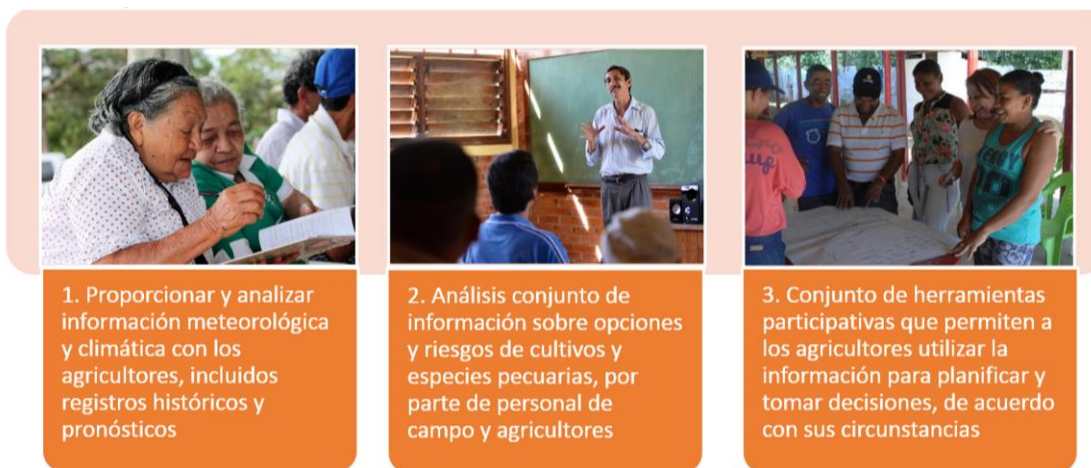 1. Proporcionar y analizar
información meteorológica
y climática con los
agricultores, incluidos
registros históricos y
pronósticos
2. Análisis conjunto de
información sobre opciones
y riesgos de cultivos y
especies pecuarias, por
parte de personal de
campo y agricultores
3. Conjunto de herramientas
participativas que permiten a
los agricultores utilizar la
información para planificar y
tomar decisiones, de acuerdo
con sus circunstancias